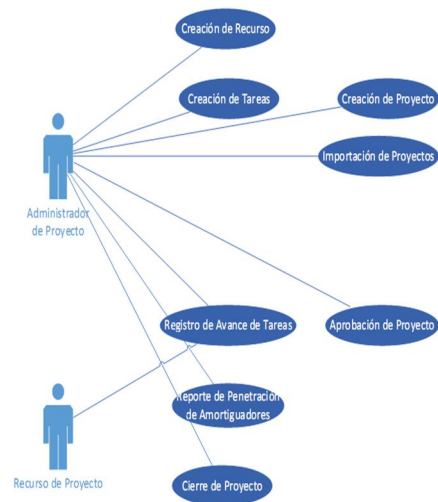 Creación de Recurso
Creación de Tareas
Creación de Proyecto
Importación de Proyectos
Administrador
de Proyecto
Registro de Avance de Tareas
Aprobación de Proyecto
Reporte de Penetración
de Amortiguadores
Recurso de Proyecto
Cierre de Proyecto